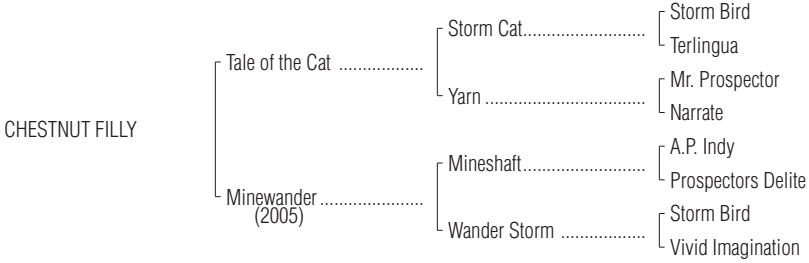 Storm Bird
Storm Cat..........................
Terlingua
Tale of the Cat ..................
Mr. Prospector
Yarn ..................................
Narrate
CHESTNUT FILLY
A.P. Indy
Mineshaft..........................
Prospectors Delite
Minewander ......................
(2005)
Storm Bird
Wander Storm ..................
Vivid Imagination